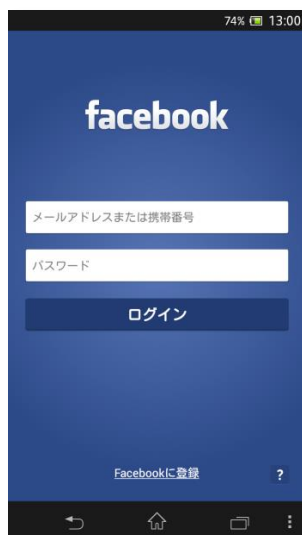 74% 13:00
facebook
メールアドレスまたは携帯番号
パスワード
ログイン
Facebookに登録
?